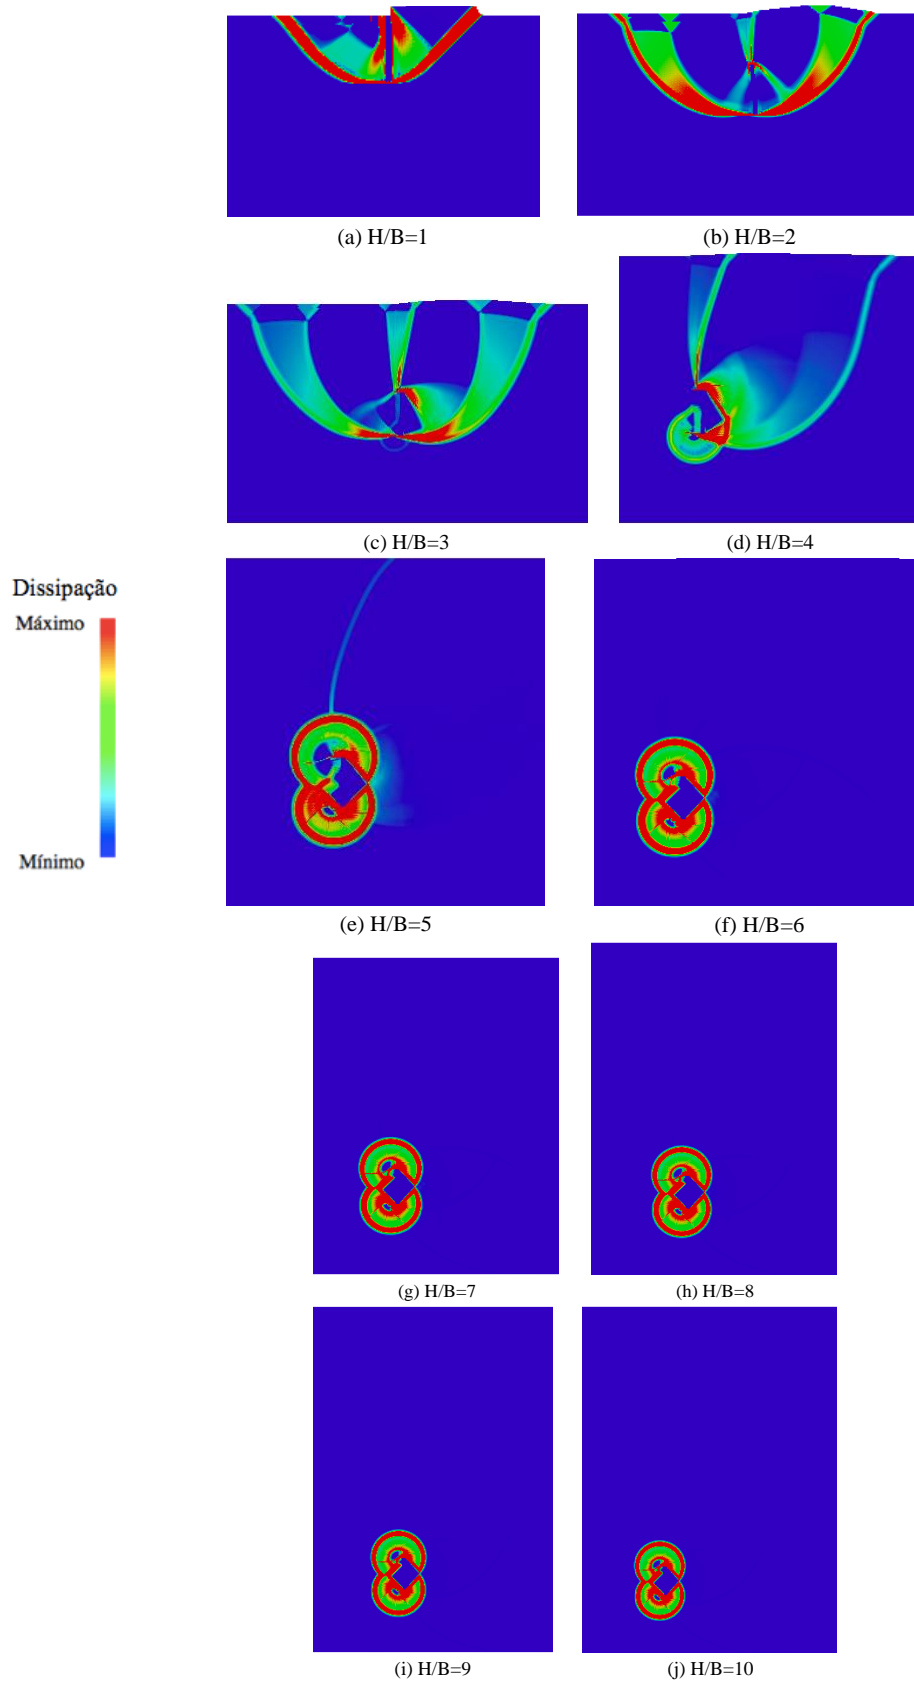 (a) H/B=1
(b) H/B=2
(c) H/B=3
(d) H/B=4
Dissipação
Máximo
Mínimo
(e) H/B=5
(f) H/B=6
(g) H/B=7
(h) H/B=8
(i) H/B=9
(j) H/B=10